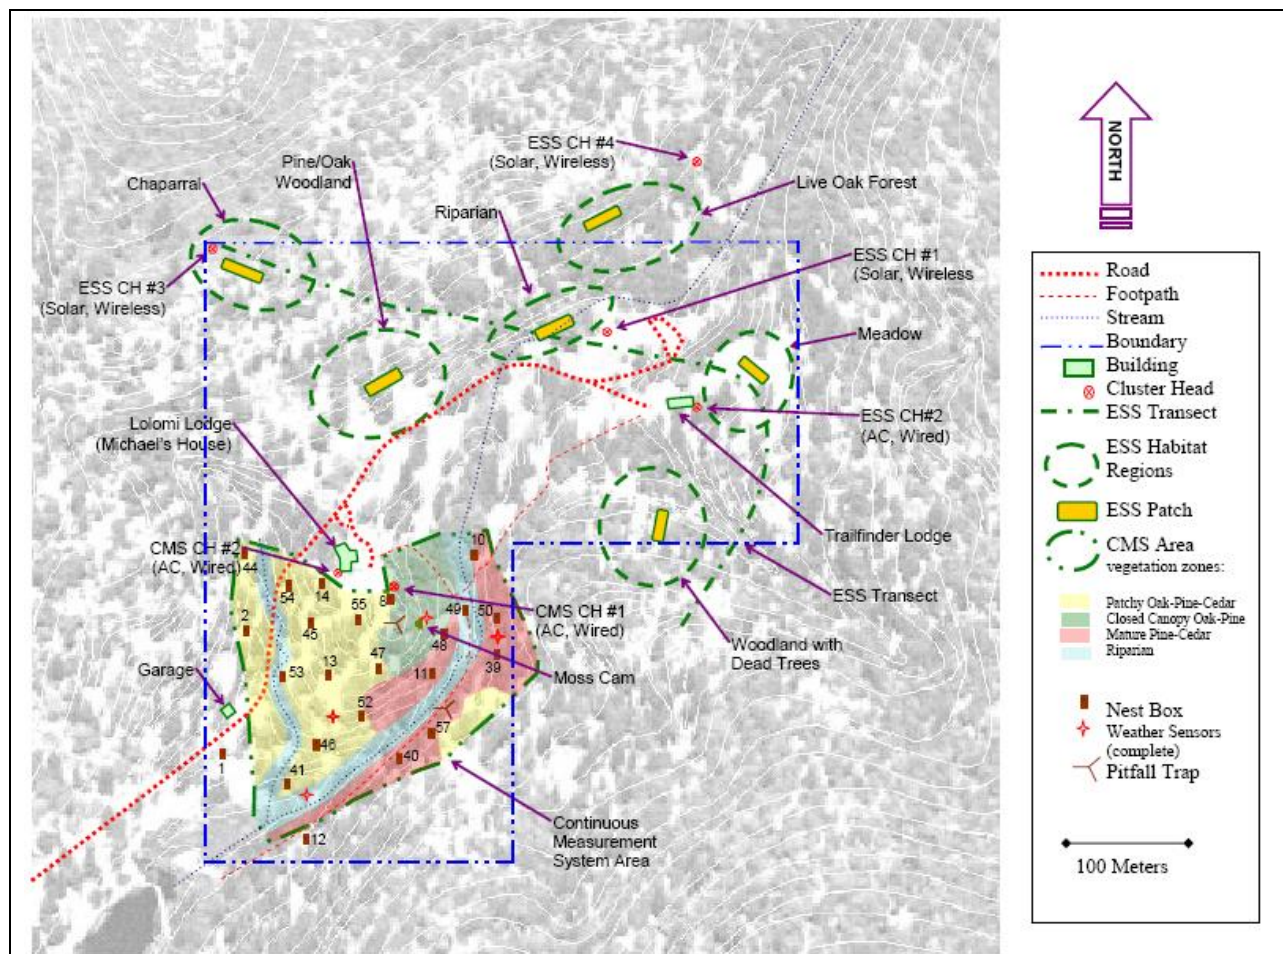 ESS CH #4
(Solar, Wireless)
Pine/Oak
Woodland
Chaparral
Live Oak Forest
Riparian
ESS CH #1
(Solar, Wireless
ESS CH #3
(Solar, Wireless)
Meadow
Lolomi Lodge
(Michael's House)
ESS CH#2
(AC, Wired)
Trailfinder Lodge
CMS CH #2
(AC, Wired)
ESS Transect
CMS CH #1
(AC, Wired)
Woodland with
Dead Trees
Garage
Moss Cam
Continuous
Measurement
System Area
10
44
54
14
8
55
49
50
2
45
48
47
39
53
13
11
52
57
46
1
40
41
12
NORTH
Road
Footpath
Stream
Boundary
Building
Cluster Head
ESS Transect
ESS Habitat
Regions
ESS Patch
CMS Area
vegetation zones:
Patchy Oak-Pine-Cedar
Closed Canopy Oak-Pine
Mature Pine-Cedar
Riparian
Nest Box
Weather Sensors
(complete)
Pitfall Trap
100 Meters